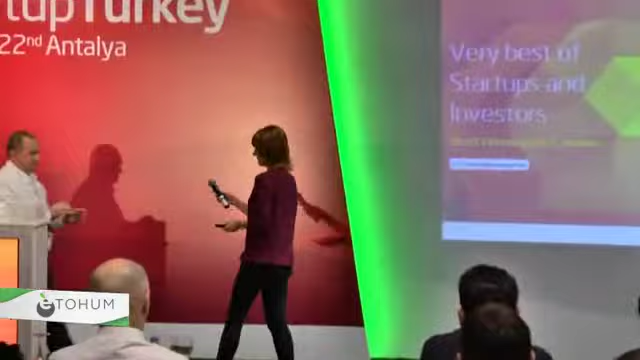 tupTurkey
22nd Antalya
Very best of
Startups and
Investors
eTOHUM